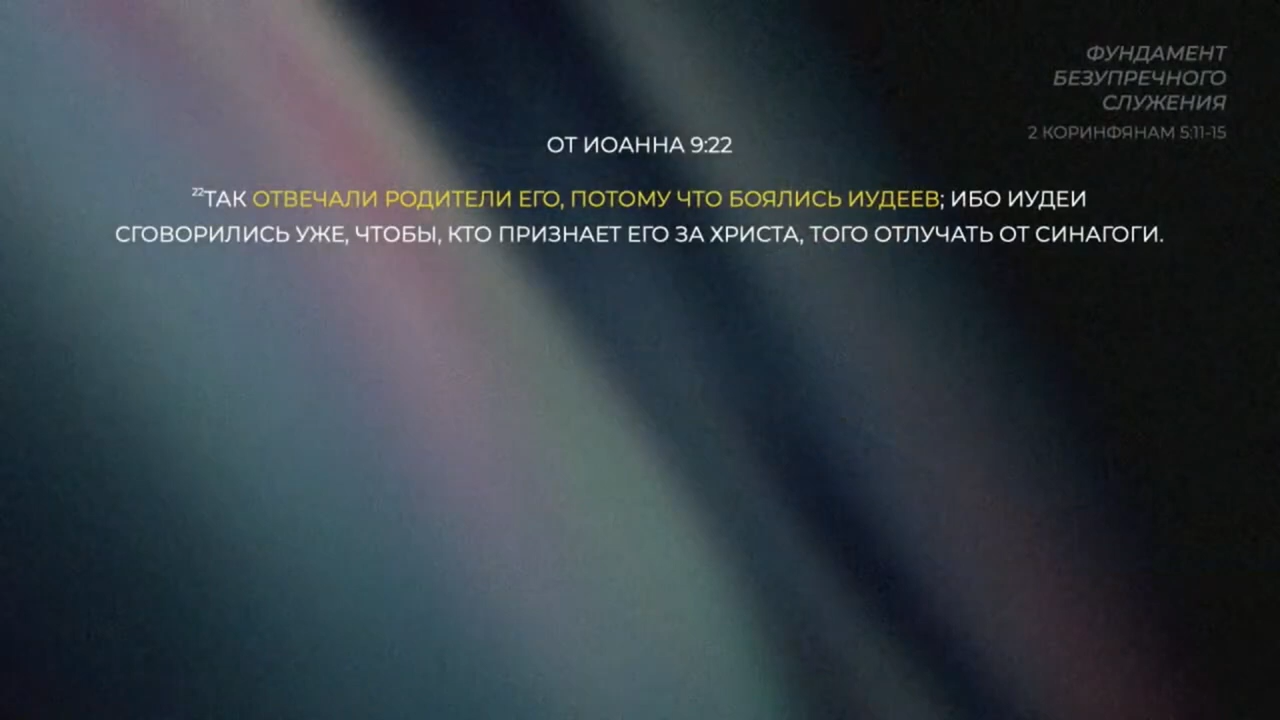 ФУНДАМЕНТ
БЕЗУПРЕЧНОГО
СЛУЖЕНИЯ
2 КОРИНФЯНАМ 5:11-15
ОТ ИОАННА 9:22
22ТАК ОТВЕЧАЛИ РОДИТЕЛИ ЕГО, ПОТОМУ ЧТО БОЯЛИСЬ ИУДЕЕВ; ИБО ИУДЕИ
СГОВОРИЛИСЬ УЖЕ, ЧТОБЫ, КТО ПРИЗНАЕТ ЕГО ЗА ХРИСТА, ТОГО ОТЛУЧАТЬ ОТ СИНАГОГИ.